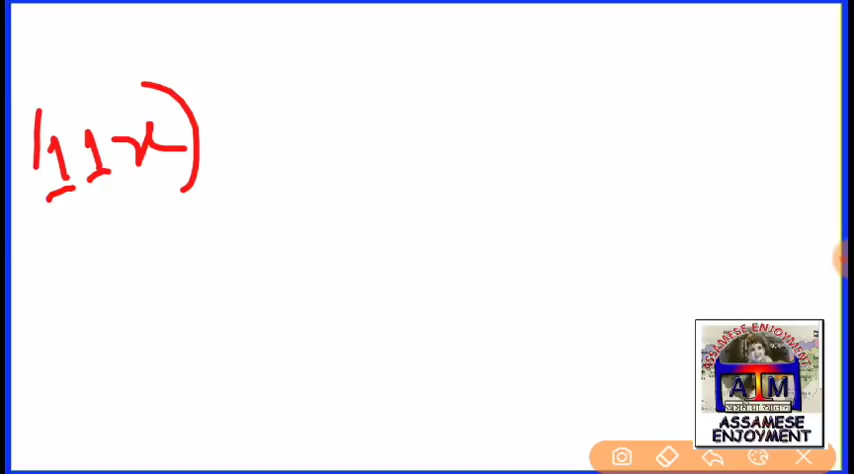 (11x)
ASSAMESE ENJOYMENT
ATM
ASSAMESE
ENJOYMENT